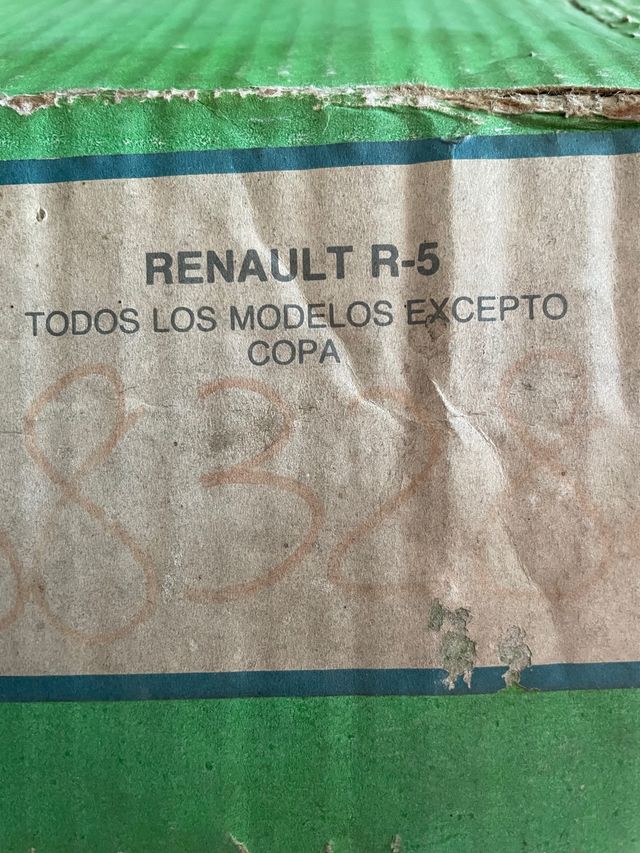 RENAULT R-5
TODOS LOS MODELOS EXCEPTO
COPA
8328